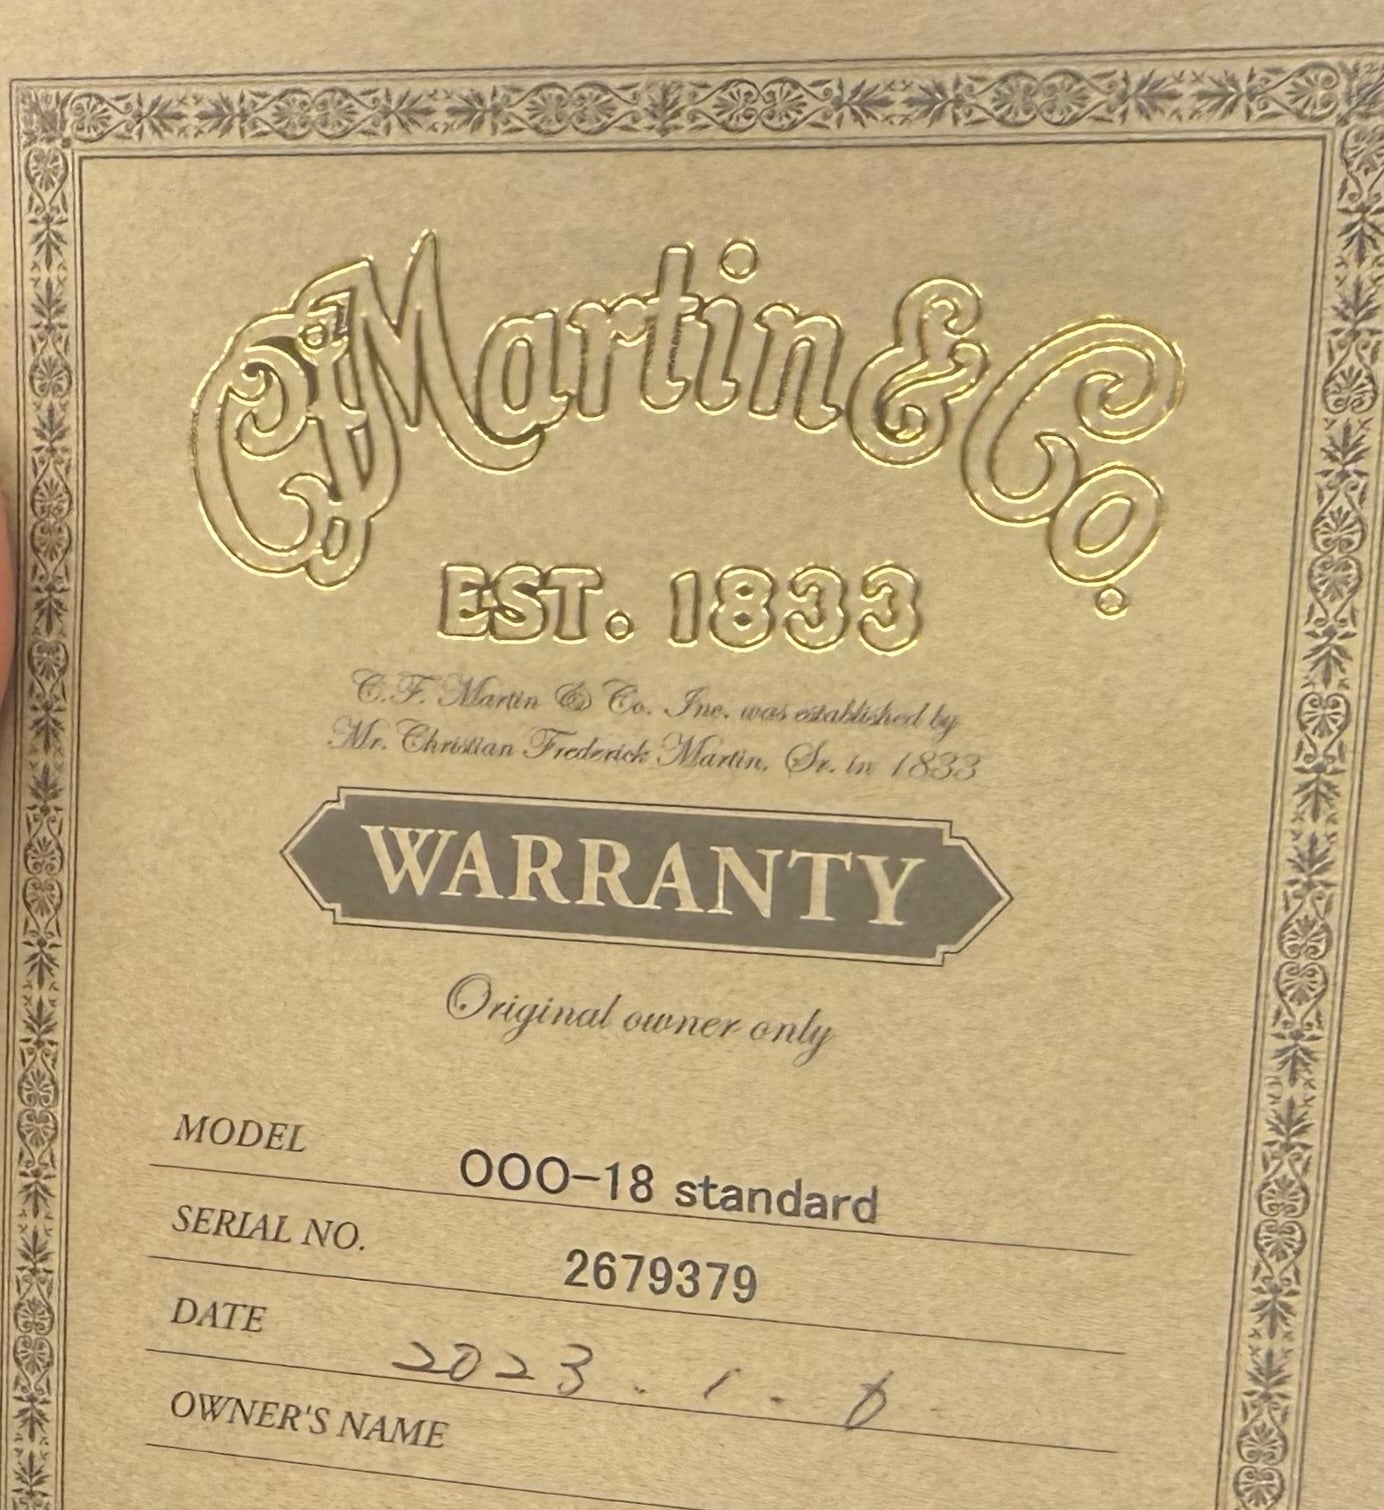 CF Martin & Co.
EST. 1833
C.F. Martin & Co. Inc. was established by
Mr. Christian Frederick Martin, Sr. in 1833
WARRANTY
Original owner only
MODEL OOO-18 standard
SERIAL NO. 2679379
DATE 2023.1.6
OWNER'S NAME